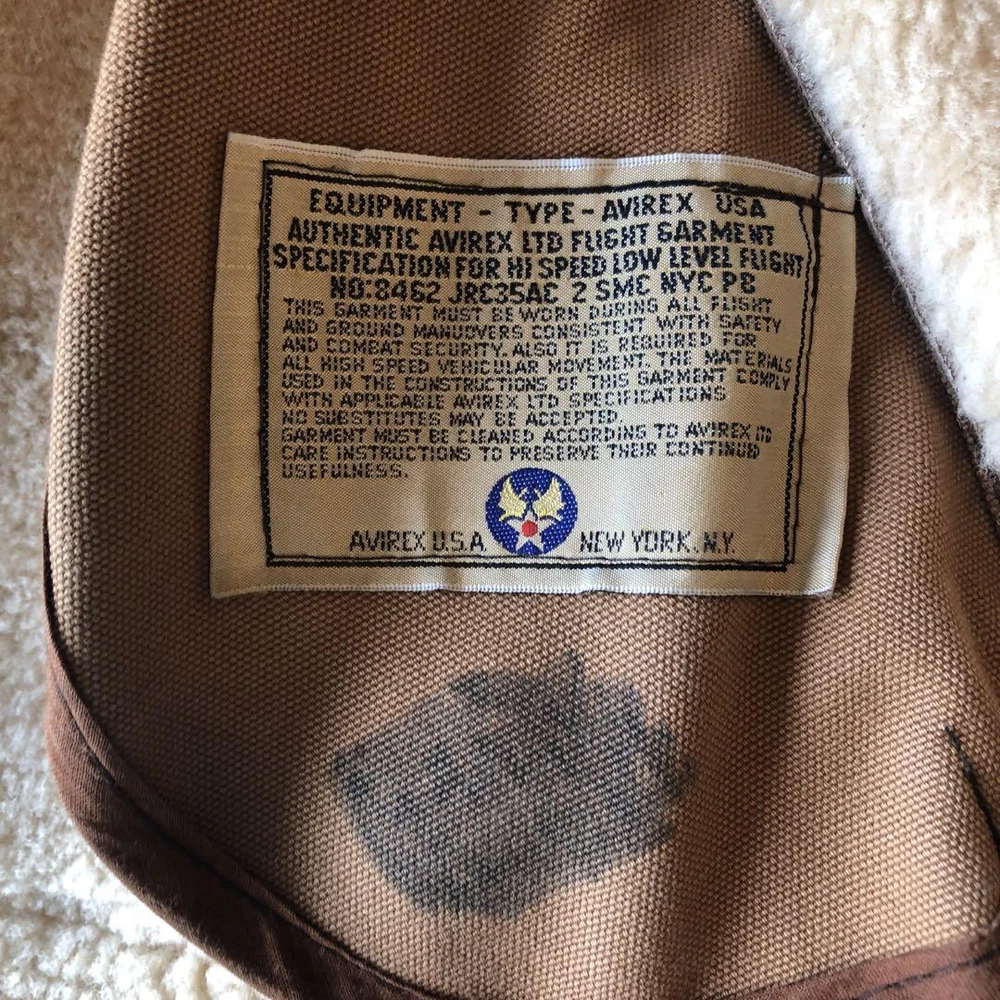 EQUIPMENT - TYPE - AVIREX USA
AUTHENTIC AVIREX LTD FLIGHT GARMENT
SPECIFICATION FOR HI SPEED LOW LEVEL FLIGHT
NO:8462 JRC35AC 2 SMC NYC PB
THIS GARMENT MUST BE WORN DURING ALL FLIGHT
AND GROUND MANUOVERS CONSISTENT WITH SAFETY
AND COMBAT SECURITY. ALSO IT IS REQUIRED FOR
ALL HIGH SPEED VEHICULAR MOVEMENT. THE MATERIALS
USED IN THE CONSTRUCTIONS OF THIS GARMENT COMPLY
WITH APPLICABLE AVIREX LTD SPECIFICATIONS
NO SUBSTITUTES MAY BE ACCEPTED.
GARMENT MUST BE CLEANED ACCORDING TO AVIREX LTD
CARE INSTRUCTIONS TO PRESERVE THEIR CONTINUED
USEFULNESS.
AVIREX U.S.A NEW YORK. N.Y.